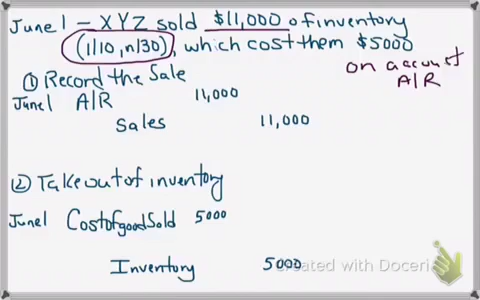 June 1 - XYZ sold $11,000 of inventory
(1/10, n/30), which cost them $5000
on account
A/R
① Record the Sale
June 1 A/R 11,000
Sales 11,000
② Take out of inventory
June 1 Cost of good Sold 5000
Inventory 5000
created with Doceri